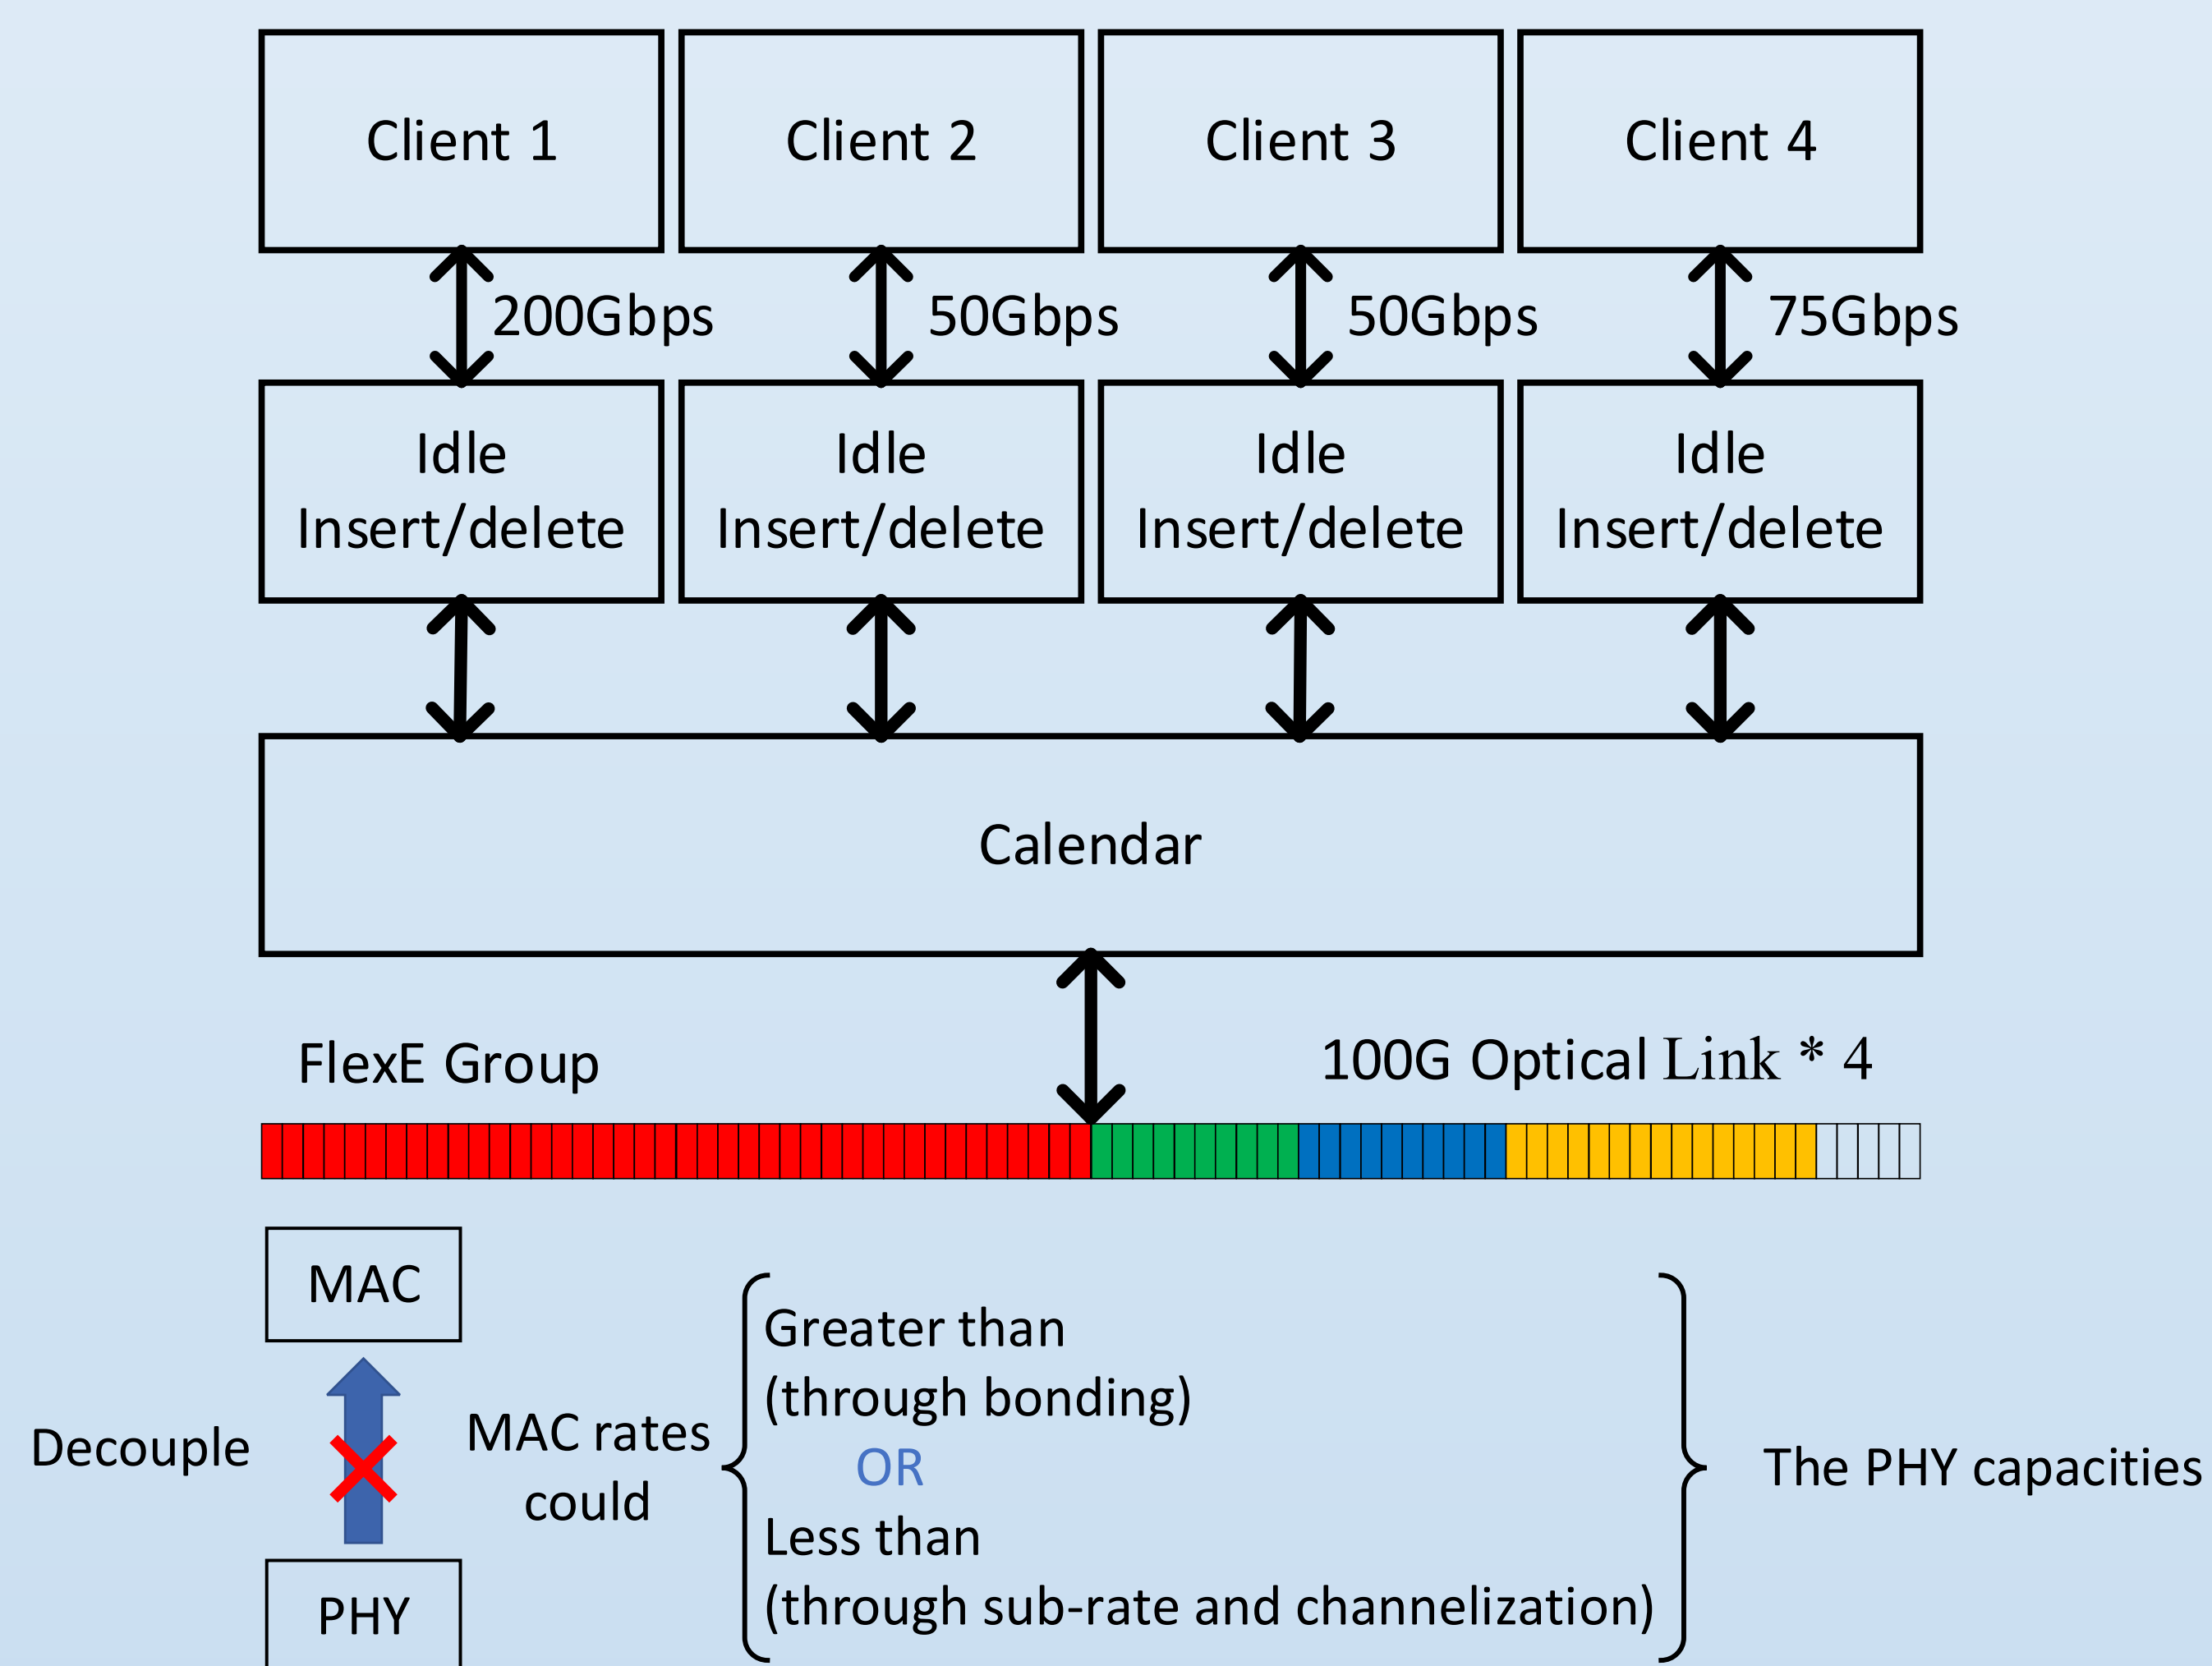 Client 1
Client 2
Client 3
Client 4
200Gbps
50Gbps
50Gbps
75Gbps
Idle
Insert/delete
Idle
Insert/delete
Idle
Insert/delete
Idle
Insert/delete
Calendar
FlexE Group
100G Optical Link * 4
MAC
Decouple
PHY
MAC rates
could
Greater than
(through bonding)
OR
Less than
(through sub-rate and channelization)
The PHY capacities